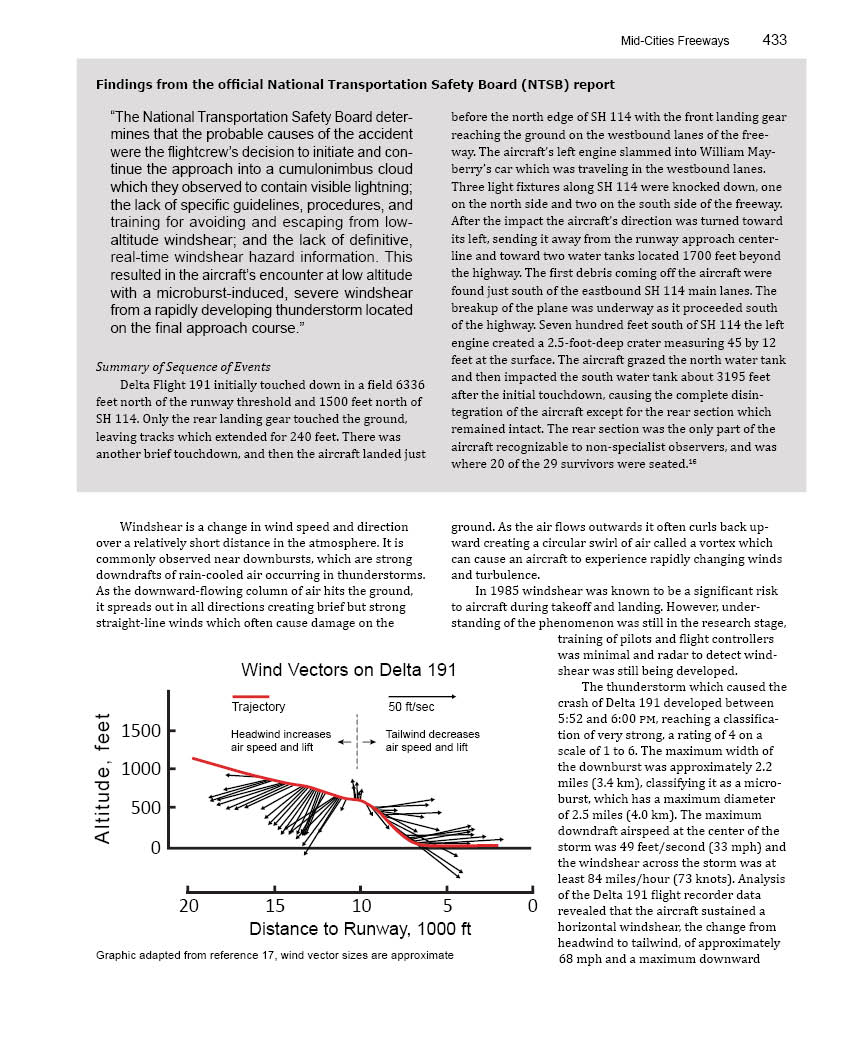 Mid-Cities Freeways 433
Findings from the official National Transportation Safety Board (NTSB) report
“The National Transportation Safety Board deter-
mines that the probable causes of the accident
were the flightcrew’s decision to initiate and con-
tinue the approach into a cumulonimbus cloud
which they observed to contain visible lightning;
the lack of specific guidelines, procedures, and
training for avoiding and escaping from low-
altitude windshear; and the lack of definitive,
real-time windshear hazard information. This
resulted in the aircraft’s encounter at low altitude
with a microburst-induced, severe windshear
from a rapidly developing thunderstorm located
on the final approach course.”
Summary of Sequence of Events
Delta Flight 191 initially touched down in a field 6336
feet north of the runway threshold and 1500 feet north of
SH 114. Only the rear landing gear touched the ground,
leaving tracks which extended for 240 feet. There was
another brief touchdown, and then the aircraft landed just
before the north edge of SH 114 with the front landing gear
reaching the ground on the westbound lanes of the free-
way. The aircraft’s left engine slammed into William May-
berry’s car which was traveling in the westbound lanes.
Three light fixtures along SH 114 were knocked down, one
on the north side and two on the south side of the freeway.
After the impact the aircraft’s direction was turned toward
its left, sending it away from the runway approach center-
line and toward two water tanks located 1700 feet beyond
the highway. The first debris coming off the aircraft were
found just south of the eastbound SH 114 main lanes. The
breakup of the plane was underway as it proceeded south
of the highway. Seven hundred feet south of SH 114 the left
engine created a 2.5-foot-deep crater measuring 45 by 12
feet at the surface. The aircraft grazed the north water tank
and then impacted the south water tank about 3195 feet
after the initial touchdown, causing the complete disin-
tegration of the aircraft except for the rear section which
remained intact. The rear section was the only part of the
aircraft recognizable to non-specialist observers, and was
where 20 of the 29 survivors were seated.¹⁶
Windshear is a change in wind speed and direction
over a relatively short distance in the atmosphere. It is
commonly observed near downbursts, which are strong
downdrafts of rain-cooled air occurring in thunderstorms.
As the downward-flowing column of air hits the ground,
it spreads out in all directions creating brief but strong
straight-line winds which often cause damage on the
ground. As the air flows outwards it often curls back up-
ward creating a circular swirl of air called a vortex which
can cause an aircraft to experience rapidly changing winds
and turbulence.
In 1985 windshear was known to be a significant risk
to aircraft during takeoff and landing. However, under-
standing of the phenomenon was still in the research stage,
training of pilots and flight controllers
was minimal and radar to detect wind-
shear was still being developed.
The thunderstorm which caused the
crash of Delta 191 developed between
5:52 and 6:00 PM, reaching a classifica-
tion of very strong, a rating of 4 on a
scale of 1 to 6. The maximum width of
the downburst was approximately 2.2
miles (3.4 km), classifying it as a micro-
burst, which has a maximum diameter
of 2.5 miles (4.0 km). The maximum
downdraft airspeed at the center of the
storm was 49 feet/second (33 mph) and
the windshear across the storm was at
least 84 miles/hour (73 knots). Analysis
of the Delta 191 flight recorder data
revealed that the aircraft sustained a
horizontal windshear, the change from
headwind to tailwind, of approximately
68 mph and a maximum downward
Wind Vectors on Delta 191
Trajectory
50 ft/sec
Headwind increases
air speed and lift
Tailwind decreases
air speed and lift
Altitude, feet
1500
1000
500
0
20 15 10 5 0
Distance to Runway, 1000 ft
Graphic adapted from reference 17, wind vector sizes are approximate